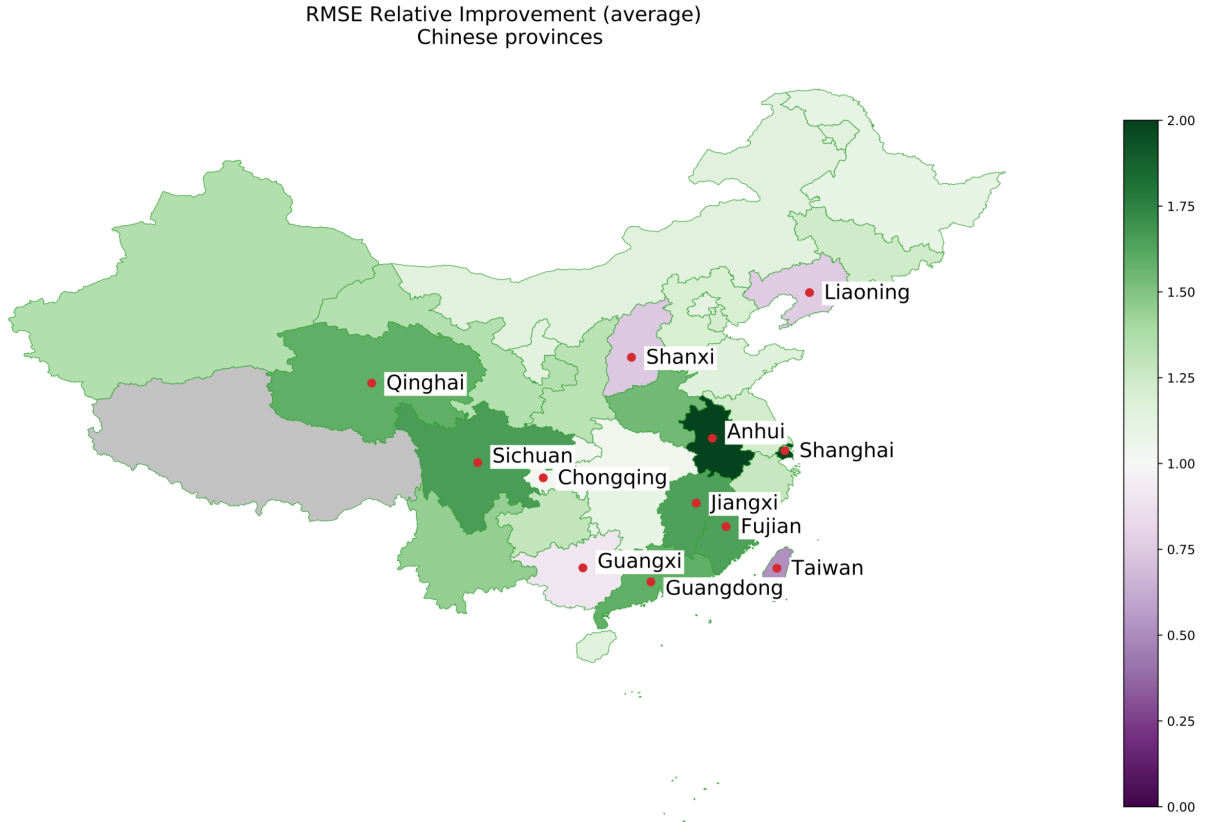 RMSE Relative Improvement (average)
Chinese provinces
2.00
1.75
1.50
1.25
1.00
0.75
0.50
0.25
0.00
Liaoning
Shanxi
Qinghai
Anhui
Shanghai
Sichuan
Chongqing
Jiangxi
Fujian
Guangxi
Taiwan
Guangdong